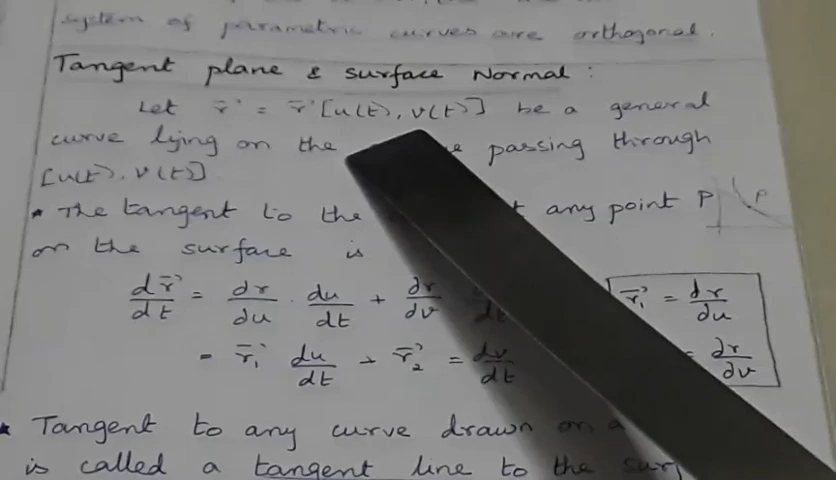 system of parametric curves are orthogonal.
Tangent plane & surface Normal :
Let r̄ = r̄ [u(t), v(t)] be a general
curve lying on the passing through
[u(t), v(t)]
* The tangent to the any point P P
on the surface is
dr̄/dt = dr/du . du/dt + dr/dv r̄₁ = dr/du
= r̄₁ du/dt + r̄₂ = dv/dt = ∂r/∂v
* Tangent to any curve drawn on a
is called a tangent line to the